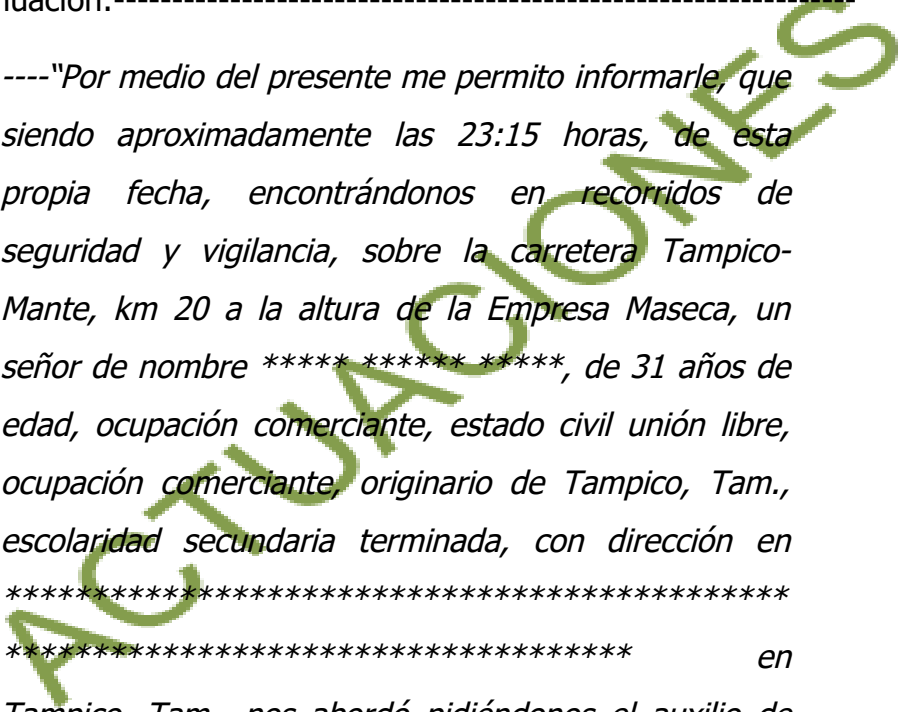 luación.-------------------------------------------------------------------
----“Por medio del presente me permito informarle, que
siendo aproximadamente las 23:15 horas, de esta
propia fecha, encontrándonos en recorridos de
seguridad y vigilancia, sobre la carretera Tampico-
Mante, km 20 a la altura de la Empresa Maseca, un
señor de nombre ***** ****** *****, de 31 años de
edad, ocupación comerciante, estado civil unión libre,
ocupación comerciante, originario de Tampico, Tam.,
escolaridad secundaria terminada, con dirección en
********************************************
*********************************** en
Tampico, Tam., nos abordó pidiéndonos el auxilio de
ACTUACIONES